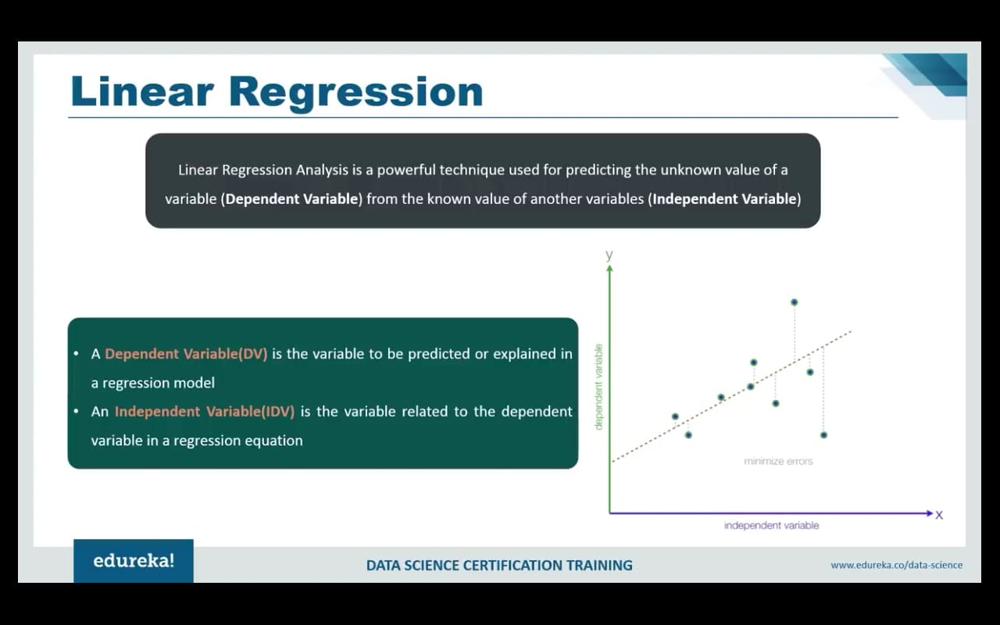 Linear Regression
Linear Regression Analysis is a powerful technique used for predicting the unknown value of a
variable (Dependent Variable) from the known value of another variables (Independent Variable)
• A Dependent Variable(DV) is the variable to be predicted or explained in
a regression model
• An Independent Variable(IDV) is the variable related to the dependent
variable in a regression equation
y
dependent variable
minimize errors
x
independent variable
edureka!
DATA SCIENCE CERTIFICATION TRAINING
www.edureka.co/data-science